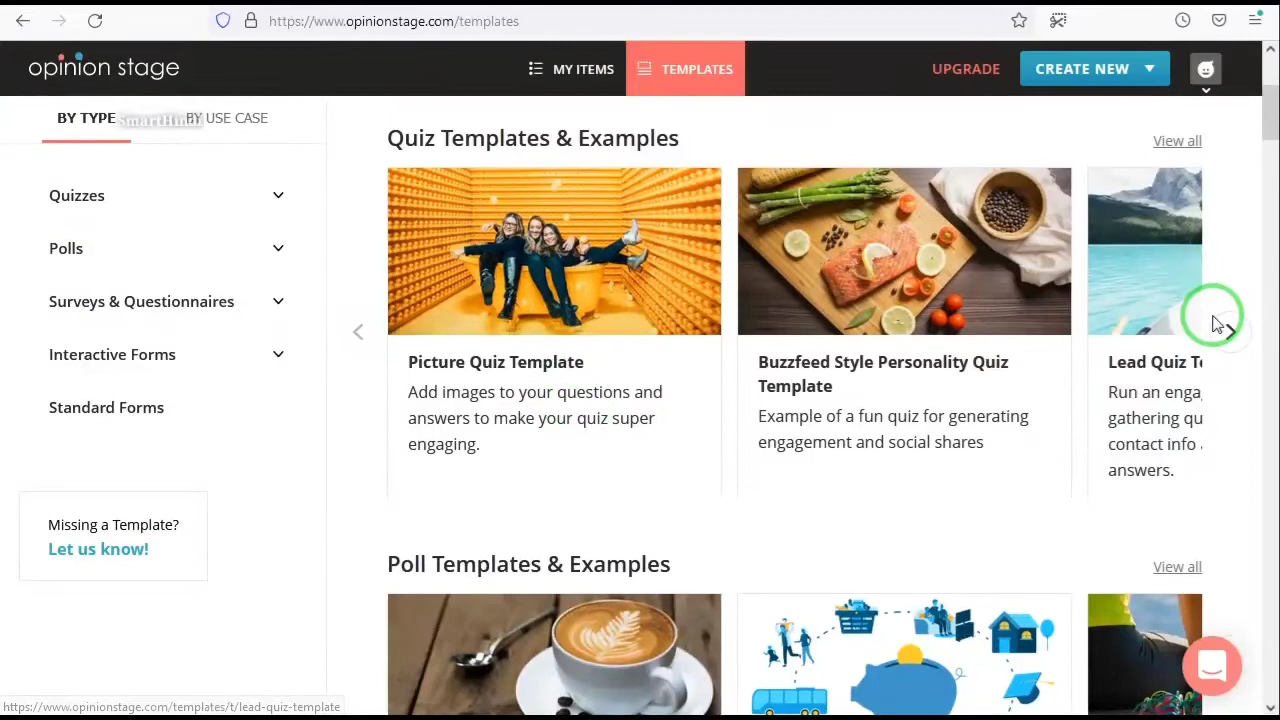 https://www.opinionstage.com/templates
opinion stage
MY ITEMS
TEMPLATES
UPGRADE
CREATE NEW
BY TYPE
SmartHindi
BY USE CASE
Quizzes
Polls
Surveys & Questionnaires
Interactive Forms
Standard Forms
Missing a Template?
Let us know!
Quiz Templates & Examples
View all
Picture Quiz Template
Add images to your questions and
answers to make your quiz super
engaging.
Buzzfeed Style Personality Quiz
Template
Example of a fun quiz for generating
engagement and social shares
Lead Quiz
Run an
gathering
contact info
answers.
Poll Templates & Examples
View all
https://www.opinionstage.com/templates/t/lead-quiz-template